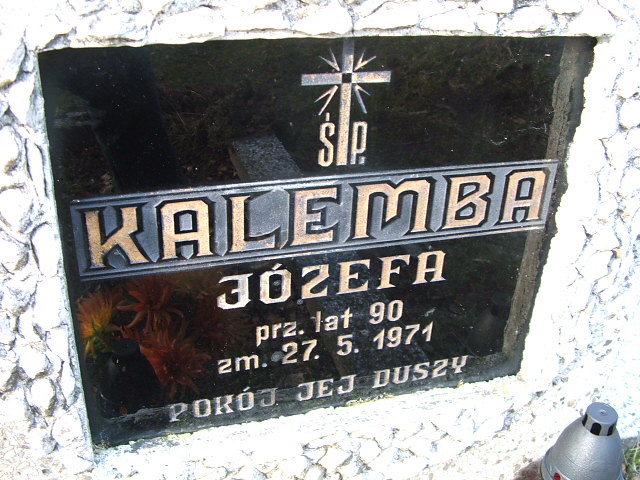 Ś.P.
KALEMBA
JÓZEFA
prz. lat 90
zm. 27. 5. 1971
POKÓJ JEJ DUSZY